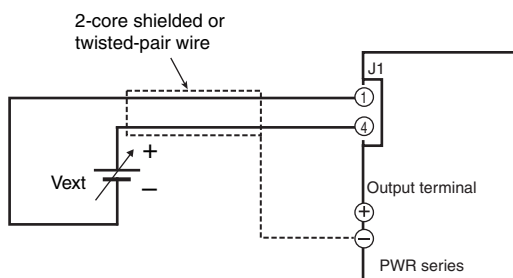 2-core shielded or
twisted-pair wire
J1
1
4
+
Vext
−
Output terminal
+
−
PWR series